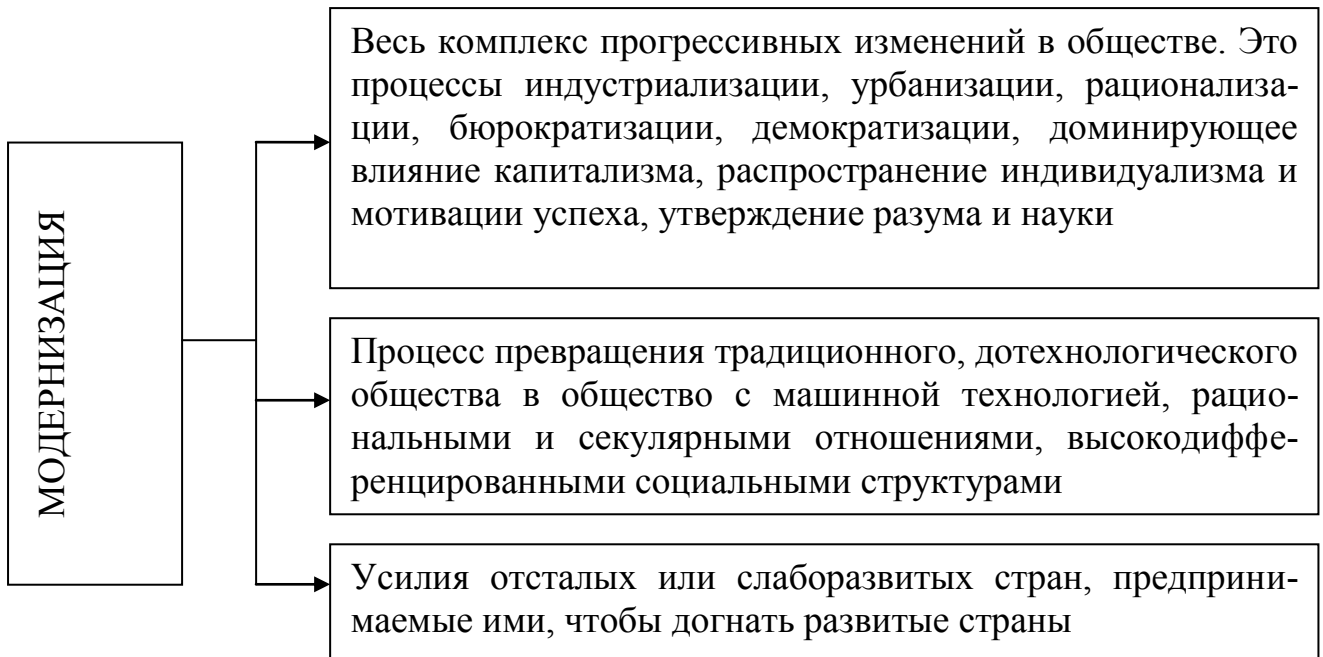 МОДЕРНИЗАЦИЯ
Весь комплекс прогрессивных изменений в обществе. Это
процессы индустриализации, урбанизации, рационализа-
ции, бюрократизации, демократизации, доминирующее
влияние капитализма, распространение индивидуализма и
мотивации успеха, утверждение разума и науки
Процесс превращения традиционного, дотехнологического
общества в общество с машинной технологией, рацио-
нальными и секулярными отношениями, высокодиффе-
ренцированными социальными структурами
Усилия отсталых или слаборазвитых стран, предприни-
маемые ими, чтобы догнать развитые страны